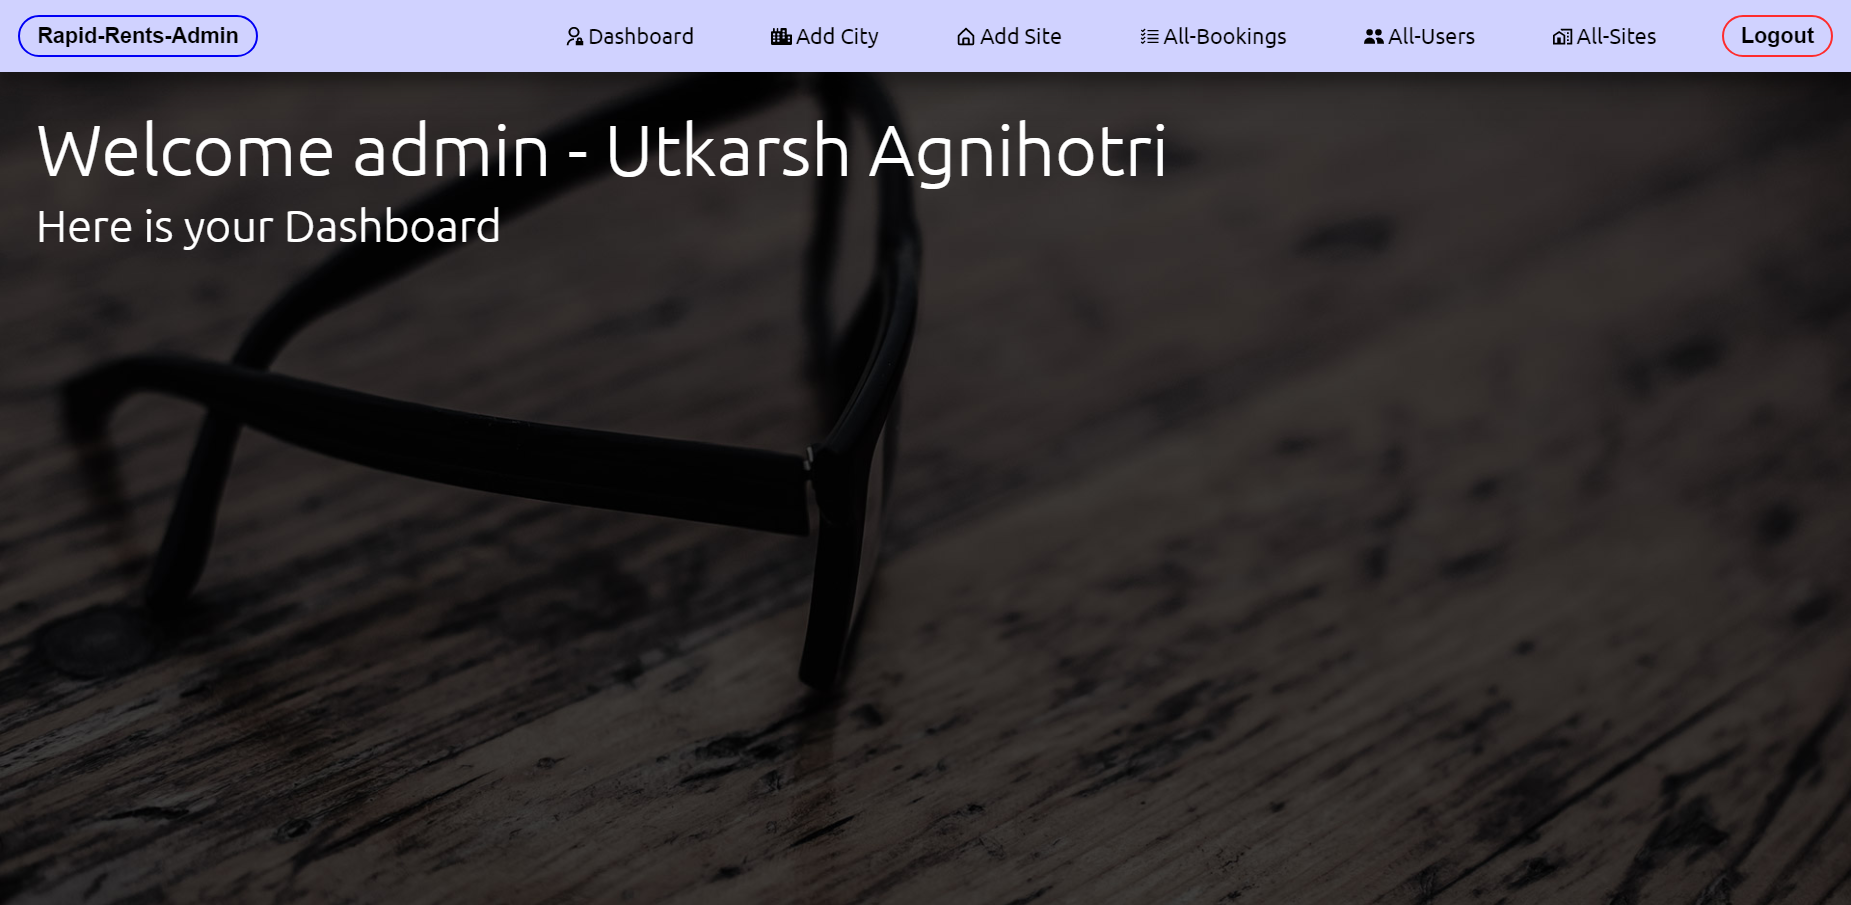 Rapid-Rents-Admin Dashboard Add City Add Site All-Bookings All-Users All-Sites Logout
Welcome admin - Utkarsh Agnihotri
Here is your Dashboard